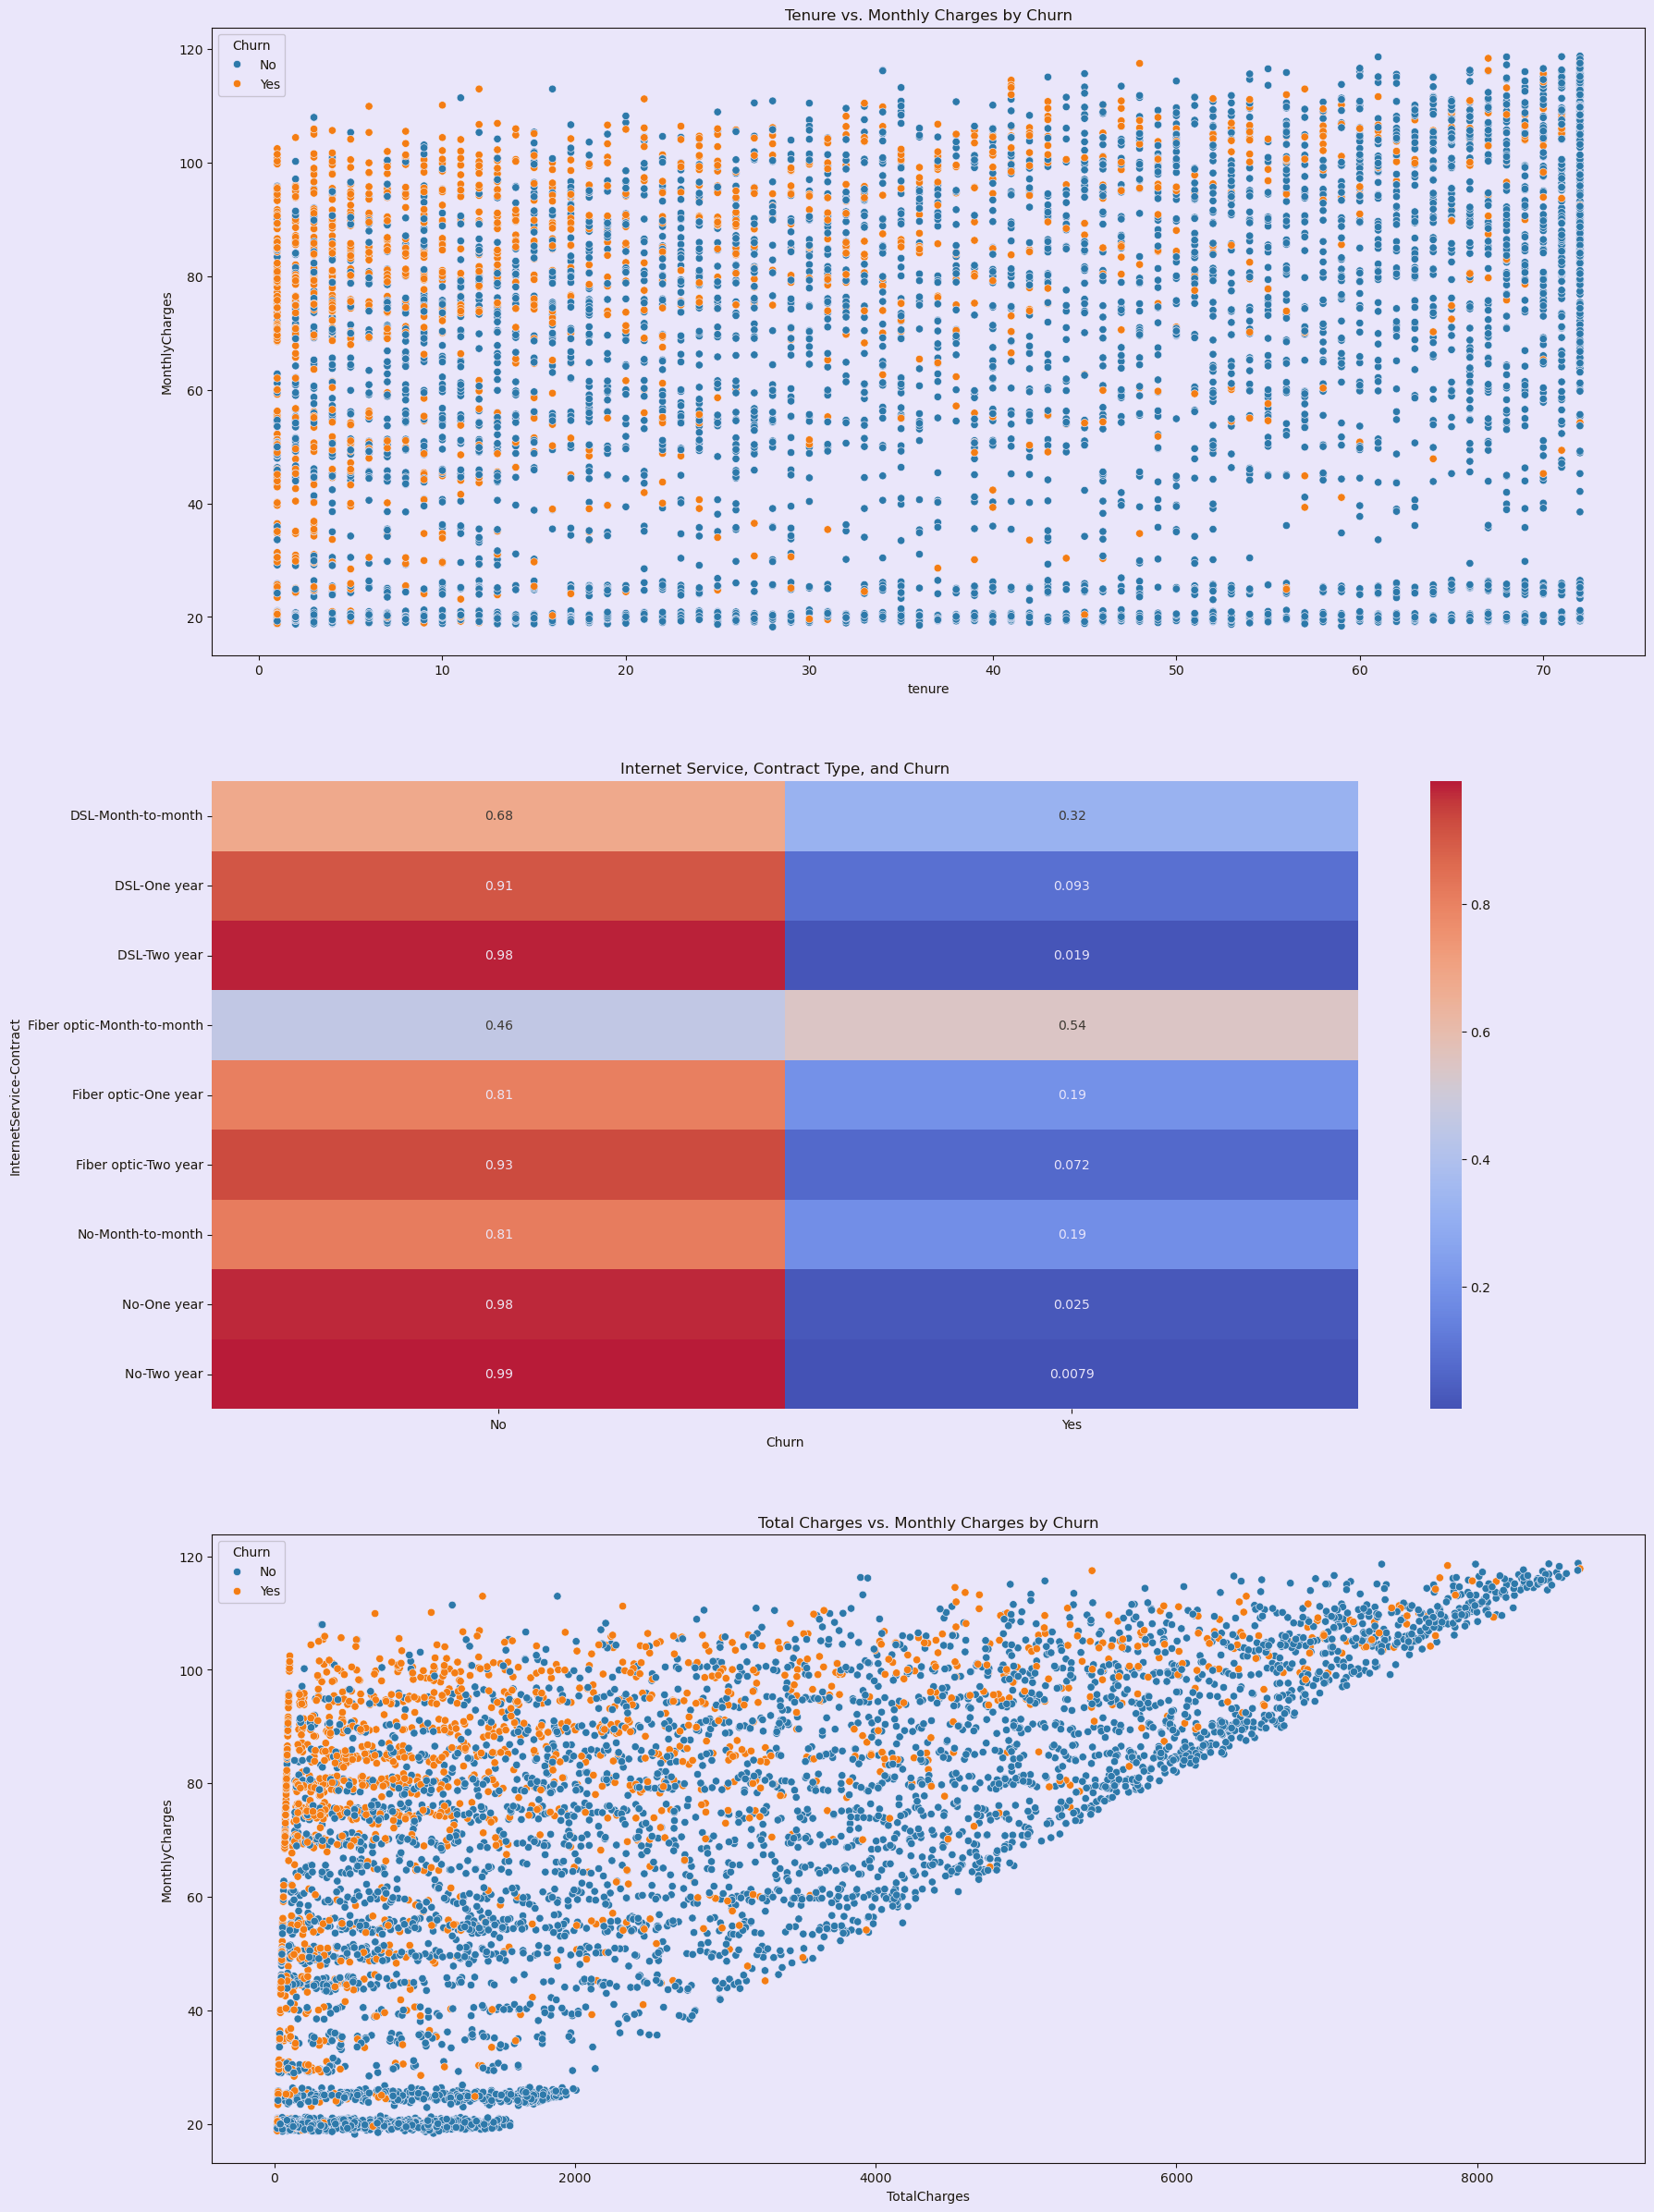 Tenure vs. Monthly Charges by Churn
Churn
No
Yes
120
100
80
60
40
20
MonthlyCharges
0 10 20 30 40 50 60 70
tenure
Internet Service, Contract Type, and Churn
DSL-Month-to-month 0.68 0.32
DSL-One year 0.91 0.093
DSL-Two year 0.98 0.019
Fiber optic-Month-to-month 0.46 0.54
Fiber optic-One year 0.81 0.19
Fiber optic-Two year 0.93 0.072
No-Month-to-month 0.81 0.19
No-One year 0.98 0.025
No-Two year 0.99 0.0079
InternetService-Contract
No Yes
Churn
0.8
0.6
0.4
0.2
Total Charges vs. Monthly Charges by Churn
Churn
No
Yes
120
100
80
60
40
20
MonthlyCharges
0 2000 4000 6000 8000
TotalCharges